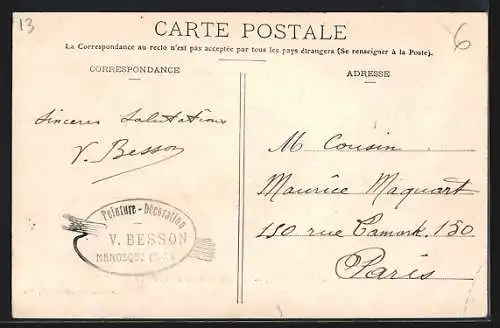 13
6
CARTE POSTALE
La Correspondance au recto n'est pas acceptée par tous les pays étrangers (Se renseigner à la Poste).
CORRESPONDANCE
ADRESSE
Sinceres Salutations
V. Besson
M Cousin
Maurice Maquart
150 rue Lamark. 150
Paris
Peinture - Décoration
V. BESSON
MANOSQUE